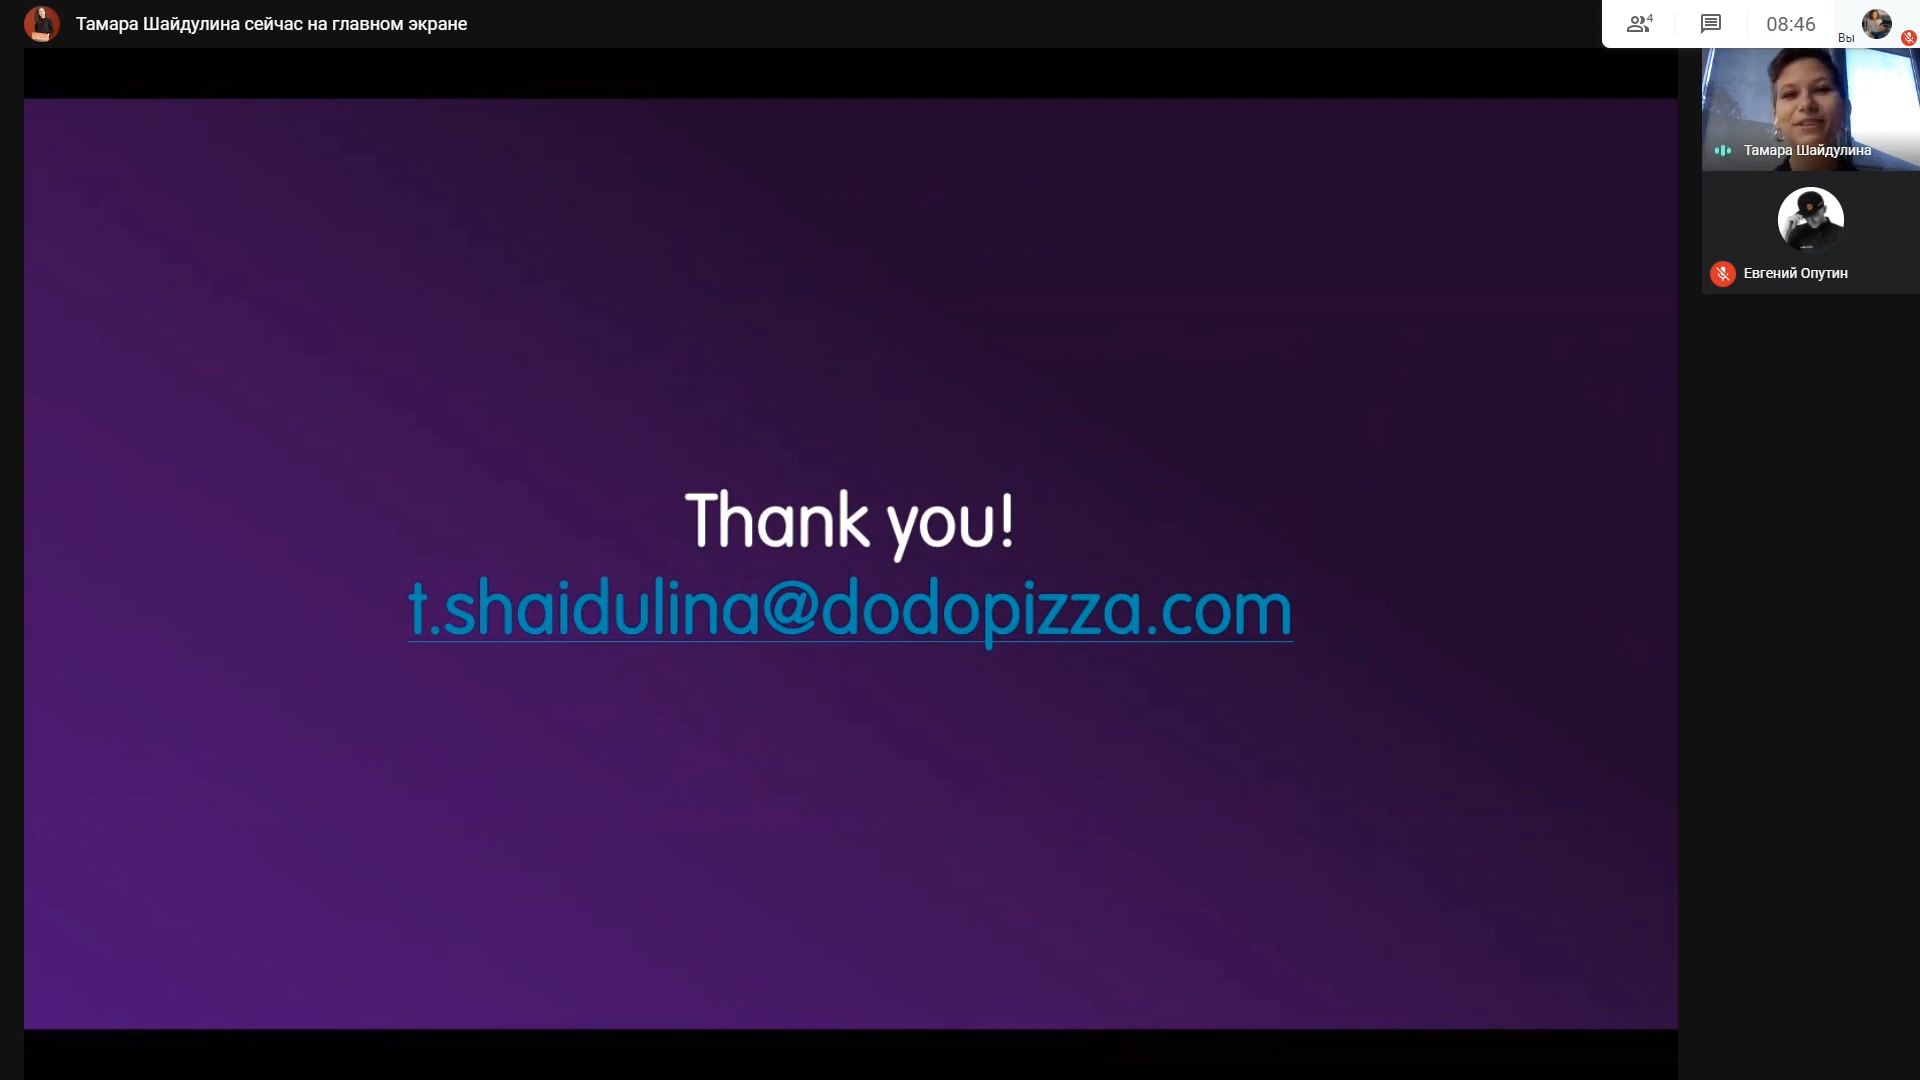 Тамара Шайдулина сейчас на главном экране
4
08:46
Вы
Тамара Шайдулина
Евгений Опутин
Thank you!
t.shaidulina@dodopizza.com